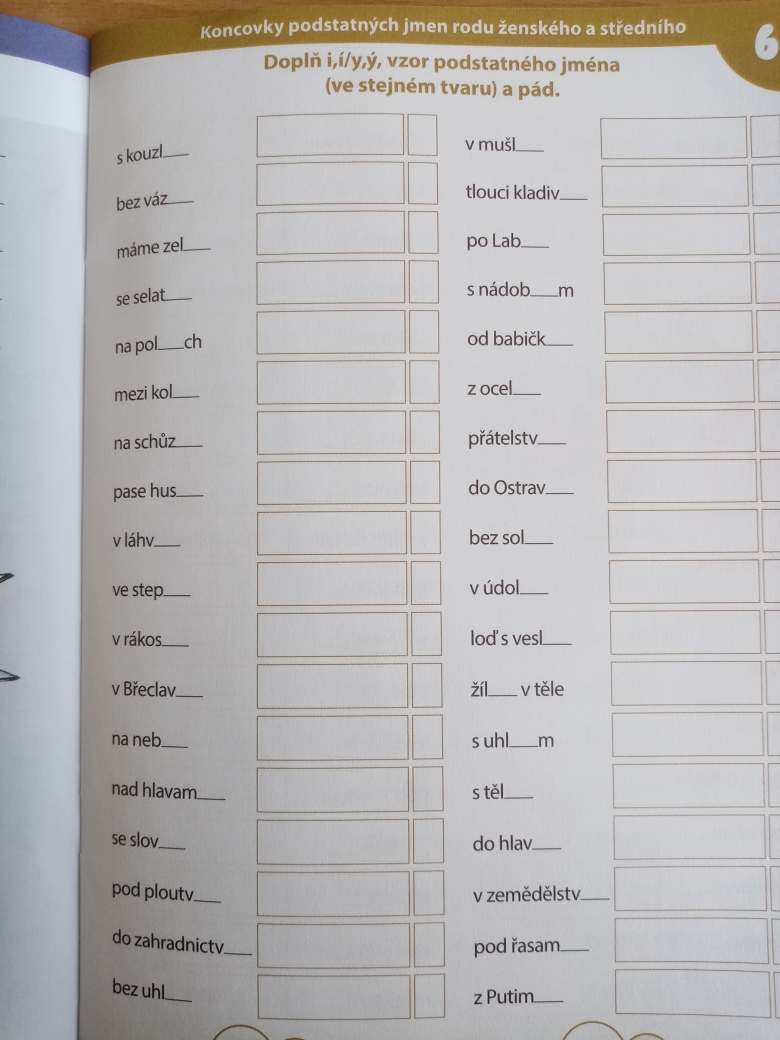 Koncovky podstatných jmen rodu ženského a středního
6
Doplň i,í/y,ý, vzor podstatného jména
(ve stejném tvaru) a pád.
s kouzl___
bez váz___
máme zel___
se selat___
na pol___ch
mezi kol___
na schůz___
pase hus___
v láhv___
ve step___
v rákos___
v Břeclav___
na neb___
nad hlavam___
se slov___
pod ploutv___
do zahradnictv___
bez uhl___
v mušl___
tlouci kladiv___
po Lab___
s nádob___m
od babičk___
z ocel___
přátelstv___
do Ostrav___
bez sol___
v údol___
loď s vesl___
žíl___ v těle
s uhl___m
s těl___
do hlav___
v zemědělstv___
pod řasam___
z Putim___